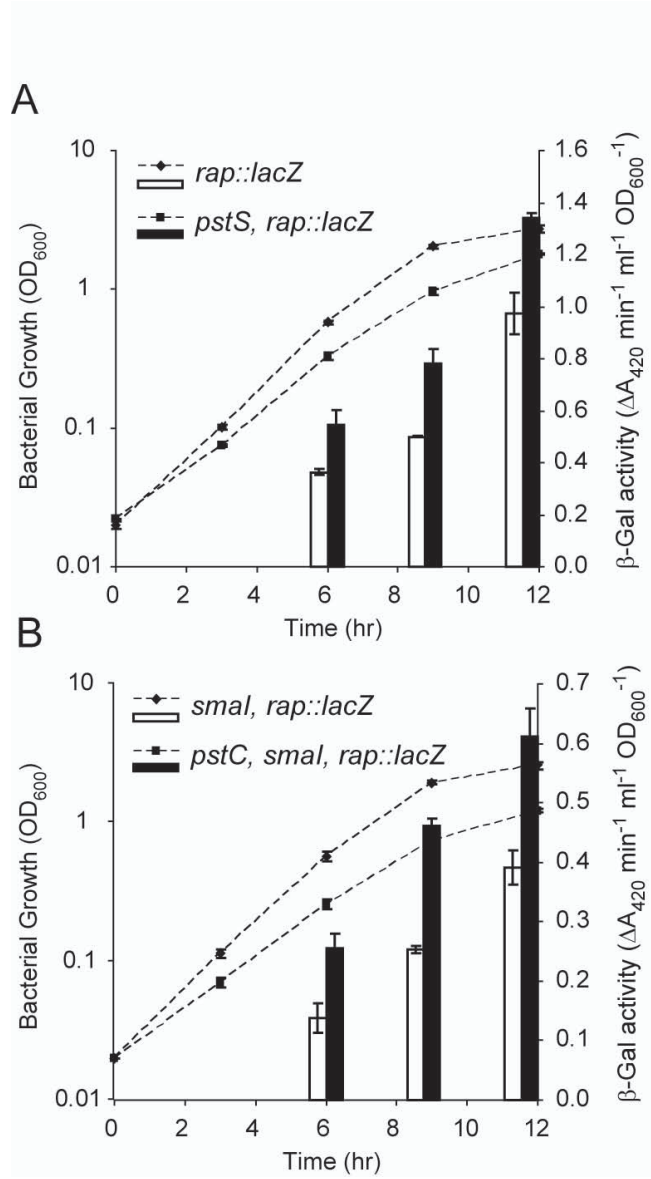 A
10
1
0.1
0.01
Bacterial Growth (OD600)
rap::lacZ
pstS, rap::lacZ
1.6
1.4
1.2
1.0
0.8
0.6
0.4
0.2
0.0
β-Gal activity (ΔA420 min-1 ml-1 OD600-1)
0 2 4 6 8 10 12
Time (hr)
B
10
1
0.1
0.01
Bacterial Growth (OD600)
smaI, rap::lacZ
pstC, smaI, rap::lacZ
0.7
0.6
0.5
0.4
0.3
0.2
0.1
0.0
β-Gal activity (ΔA420 min-1 ml-1 OD600-1)
0 2 4 6 8 10 12
Time (hr)